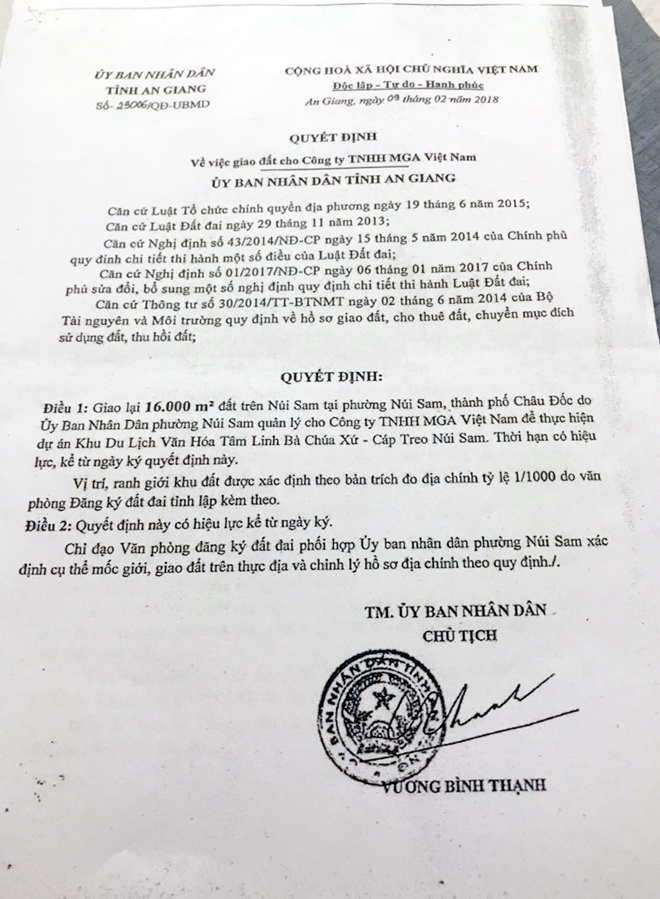 ỦY BAN NHÂN DÂN
TỈNH AN GIANG
Số- 29006/QĐ-UBMD
CỘNG HOÀ XÃ HỘI CHỦ NGHĨA VIỆT NAM
Độc lập - Tự do - Hạnh phúc
An Giang, ngày 09 tháng 02 năm 2018
QUYẾT ĐỊNH
Về việc giao đất cho Công ty TNHH MGA Việt Nam
ỦY BAN NHÂN DÂN TỈNH AN GIANG
Căn cứ Luật Tổ chức chính quyền địa phương ngày 19 tháng 6 năm 2015;
Căn cứ Luật Đất đai ngày 29 tháng 11 năm 2013;
Căn cứ Nghị định số 43/2014/NĐ-CP ngày 15 tháng 5 năm 2014 của Chính phủ
quy đinh chi tiết thi hành một số điều của Luật Đất đai;
Căn cứ Nghị định số 01/2017/NĐ-CP ngày 06 tháng 01 năm 2017 của Chính
phủ sửa đổi, bổ sung một số nghị định quy định chi tiết thi hành Luật Đất đai;
Căn cứ Thông tư số 30/2014/TT-BTNMT ngày 02 tháng 6 năm 2014 của Bộ
Tài nguyên và Môi trường quy định về hồ sơ giao đất, cho thuê đất, chuyển mục đích
sử dụng đất, thu hồi đất;
QUYẾT ĐỊNH:
Điều 1: Giao lại 16.000 m² đất trên Núi Sam tại phường Núi Sam, thành phố Châu Đốc do
Ủy Ban Nhân Dân phường Núi Sam quản lý cho Công ty TNHH MGA Việt Nam để thực hiện
dự án Khu Du Lịch Văn Hóa Tâm Linh Bà Chúa Xứ - Cáp Treo Núi Sam. Thời hạn có hiệu
lực, kể từ ngày ký quyết định này.
Vị trí, ranh giới khu đất được xác định theo bản trích đo địa chính tỷ lệ 1/1000 do văn
phòng Đăng ký đất đai tỉnh lập kèm theo.
Điều 2: Quyết định này có hiệu lực kể từ ngày ký.
Chỉ đạo Văn phòng đăng ký đất đai phối hợp Ủy ban nhân dân phường Núi Sam xác
định cụ thể mốc giới, giao đất trên thực địa và chỉnh lý hồ sơ địa chính theo quy định./.
TM. ỦY BAN NHÂN DÂN
CHỦ TỊCH
ỦY BAN NHÂN DÂN TỈNH AN GIANG
VƯƠNG BÌNH THẠNH